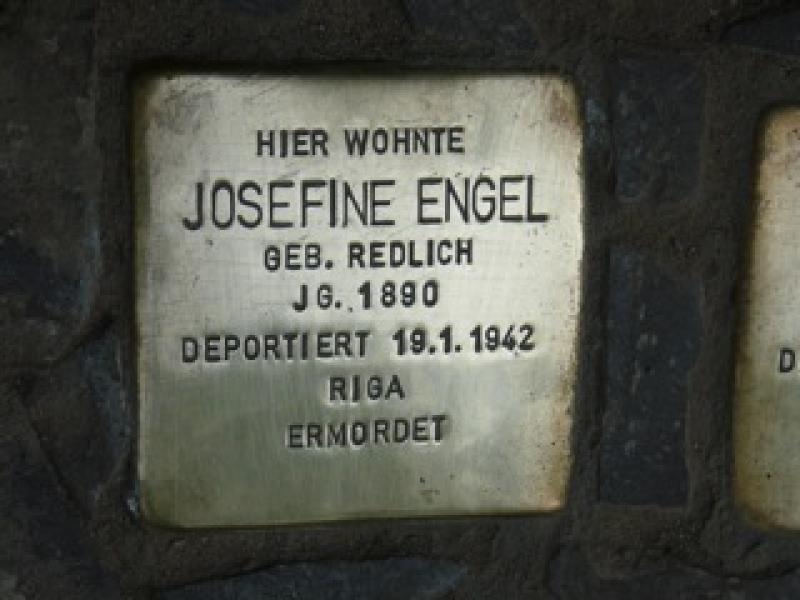 HIER WOHNTE
JOSEFINE ENGEL
GEB. REDLICH
JG. 1890
DEPORTIERT 19.1.1942
RIGA
ERMORDET
D